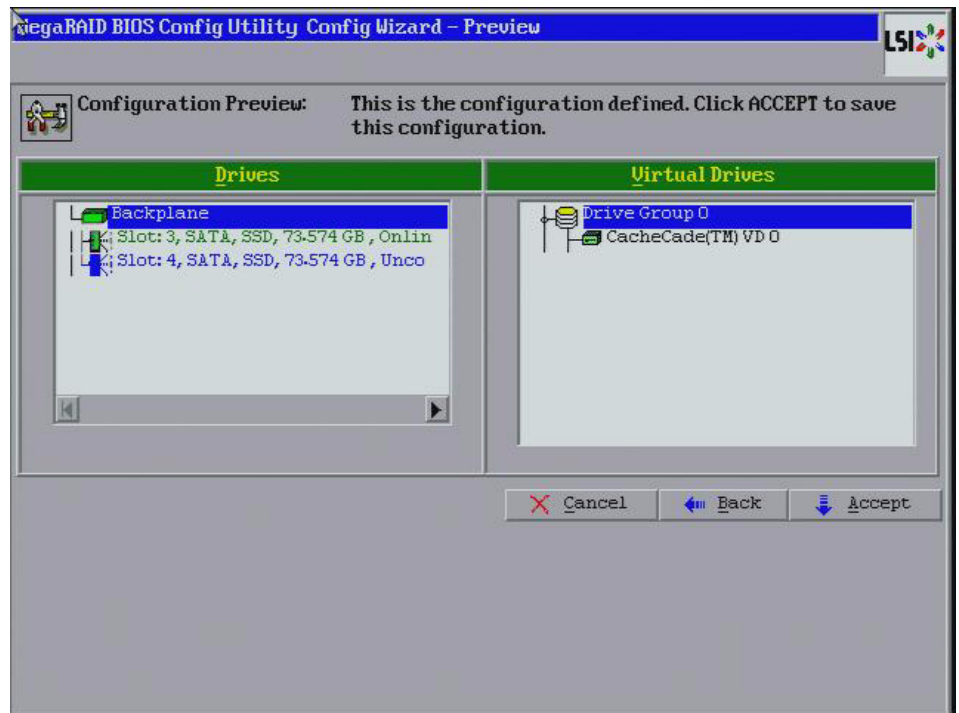 MegaRAID BIOS Config Utility Config Wizard – Preview
LSI
Configuration Preview: This is the configuration defined. Click ACCEPT to save
this configuration.
Drives
Backplane
Slot: 3, SATA, SSD, 73.574 GB , Onlin
Slot: 4, SATA, SSD, 73.574 GB , Unco
Virtual Drives
Drive Group 0
CacheCade(TM) VD 0
Cancel
Back
Accept